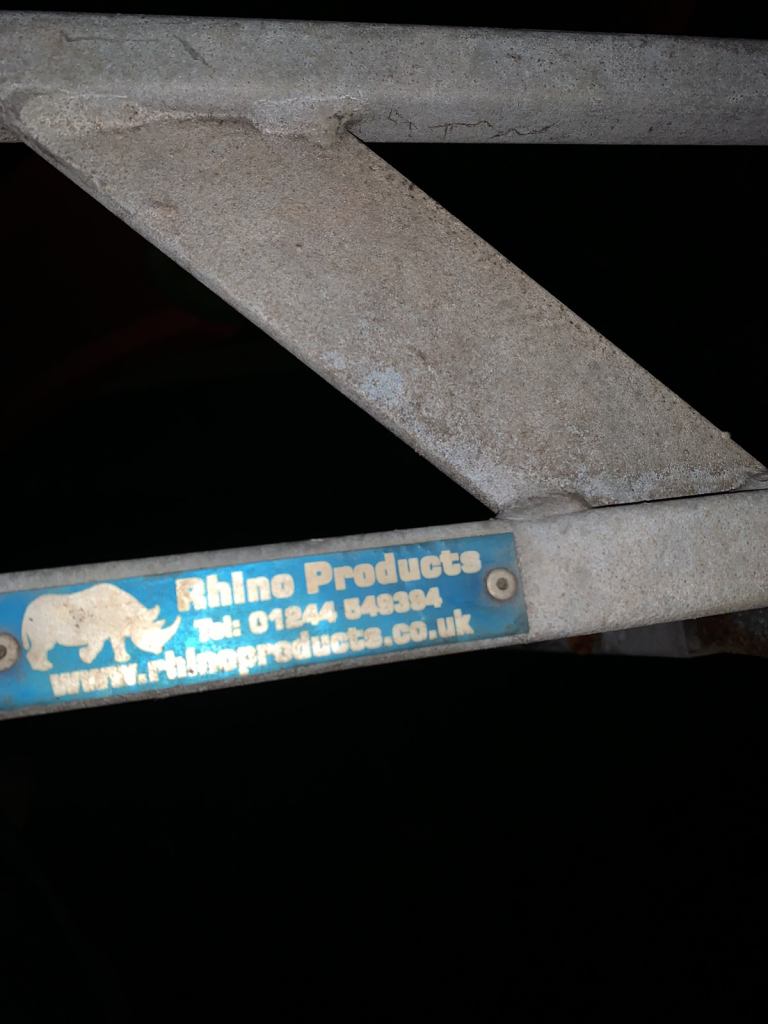 Rhino Products
Tel: 01244 549394
www.rhinoproducts.co.uk